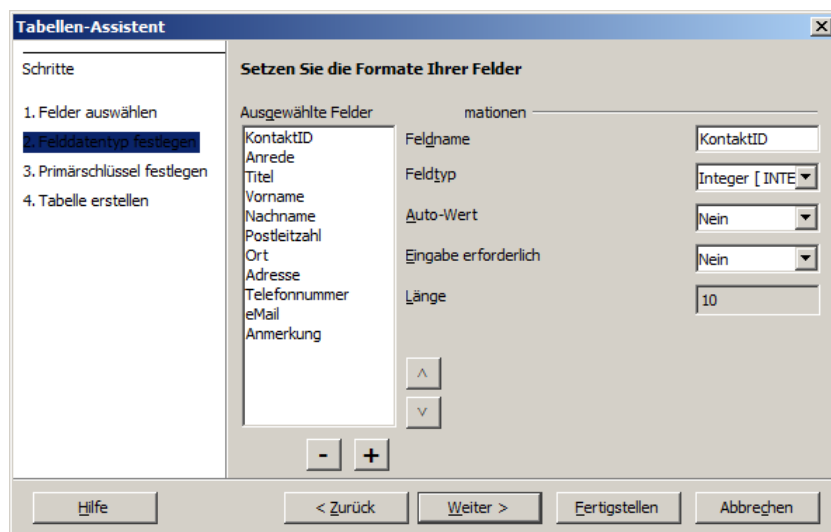 Tabellen-Assistent
Schritte
1. Felder auswählen
2. Felddatentyp festlegen
3. Primärschlüssel festlegen
4. Tabelle erstellen
Setzen Sie die Formate Ihrer Felder
Ausgewählte Felder
KontaktID
Anrede
Titel
Vorname
Nachname
Postleitzahl
Ort
Adresse
Telefonnummer
eMail
Anmerkung
- +
mationen
Feldname KontaktID
Feldtyp Integer [ INTE
Auto-Wert Nein
Eingabe erforderlich Nein
Länge 10
Hilfe < Zurück Weiter > Fertigstellen Abbrechen